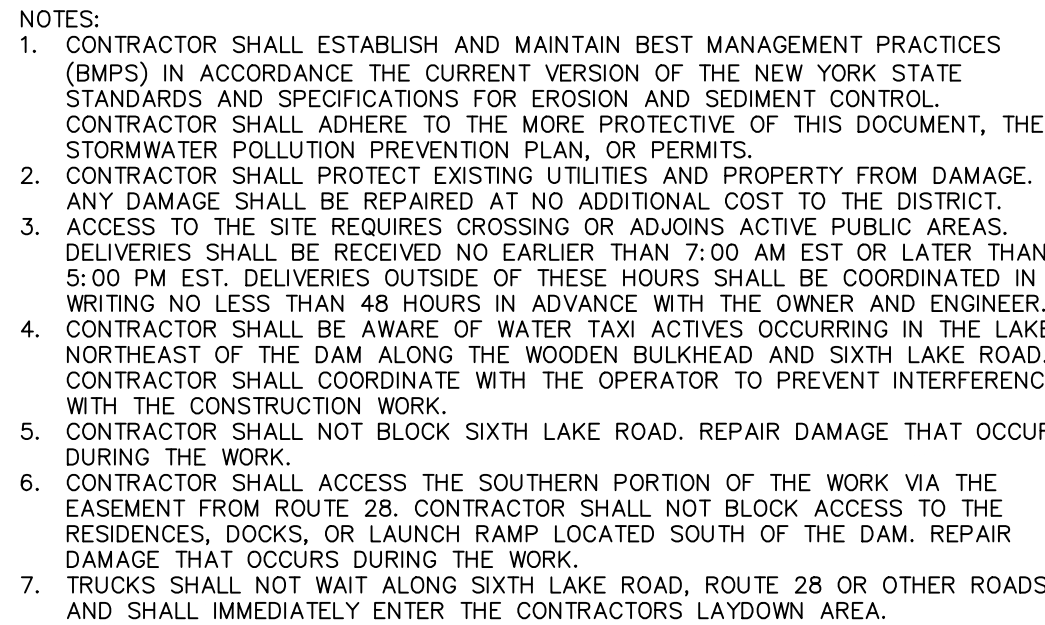 NOTES:
1. CONTRACTOR SHALL ESTABLISH AND MAINTAIN BEST MANAGEMENT PRACTICES
(BMPS) IN ACCORDANCE THE CURRENT VERSION OF THE NEW YORK STATE
STANDARDS AND SPECIFICATIONS FOR EROSION AND SEDIMENT CONTROL.
CONTRACTOR SHALL ADHERE TO THE MORE PROTECTIVE OF THIS DOCUMENT, THE
STORMWATER POLLUTION PREVENTION PLAN, OR PERMITS.
2. CONTRACTOR SHALL PROTECT EXISTING UTILITIES AND PROPERTY FROM DAMAGE.
ANY DAMAGE SHALL BE REPAIRED AT NO ADDITIONAL COST TO THE DISTRICT.
3. ACCESS TO THE SITE REQUIRES CROSSING OR ADJOINS ACTIVE PUBLIC AREAS.
DELIVERIES SHALL BE RECEIVED NO EARLIER THAN 7:00 AM EST OR LATER THAN
5:00 PM EST. DELIVERIES OUTSIDE OF THESE HOURS SHALL BE COORDINATED IN
WRITING NO LESS THAN 48 HOURS IN ADVANCE WITH THE OWNER AND ENGINEER.
4. CONTRACTOR SHALL BE AWARE OF WATER TAXI ACTIVES OCCURRING IN THE LAKE
NORTHEAST OF THE DAM ALONG THE WOODEN BULKHEAD AND SIXTH LAKE ROAD.
CONTRACTOR SHALL COORDINATE WITH THE OPERATOR TO PREVENT INTERFERENC
WITH THE CONSTRUCTION WORK.
5. CONTRACTOR SHALL NOT BLOCK SIXTH LAKE ROAD. REPAIR DAMAGE THAT OCCUR
DURING THE WORK.
6. CONTRACTOR SHALL ACCESS THE SOUTHERN PORTION OF THE WORK VIA THE
EASEMENT FROM ROUTE 28. CONTRACTOR SHALL NOT BLOCK ACCESS TO THE
RESIDENCES, DOCKS, OR LAUNCH RAMP LOCATED SOUTH OF THE DAM. REPAIR
DAMAGE THAT OCCURS DURING THE WORK.
7. TRUCKS SHALL NOT WAIT ALONG SIXTH LAKE ROAD, ROUTE 28 OR OTHER ROADS
AND SHALL IMMEDIATELY ENTER THE CONTRACTORS LAYDOWN AREA.